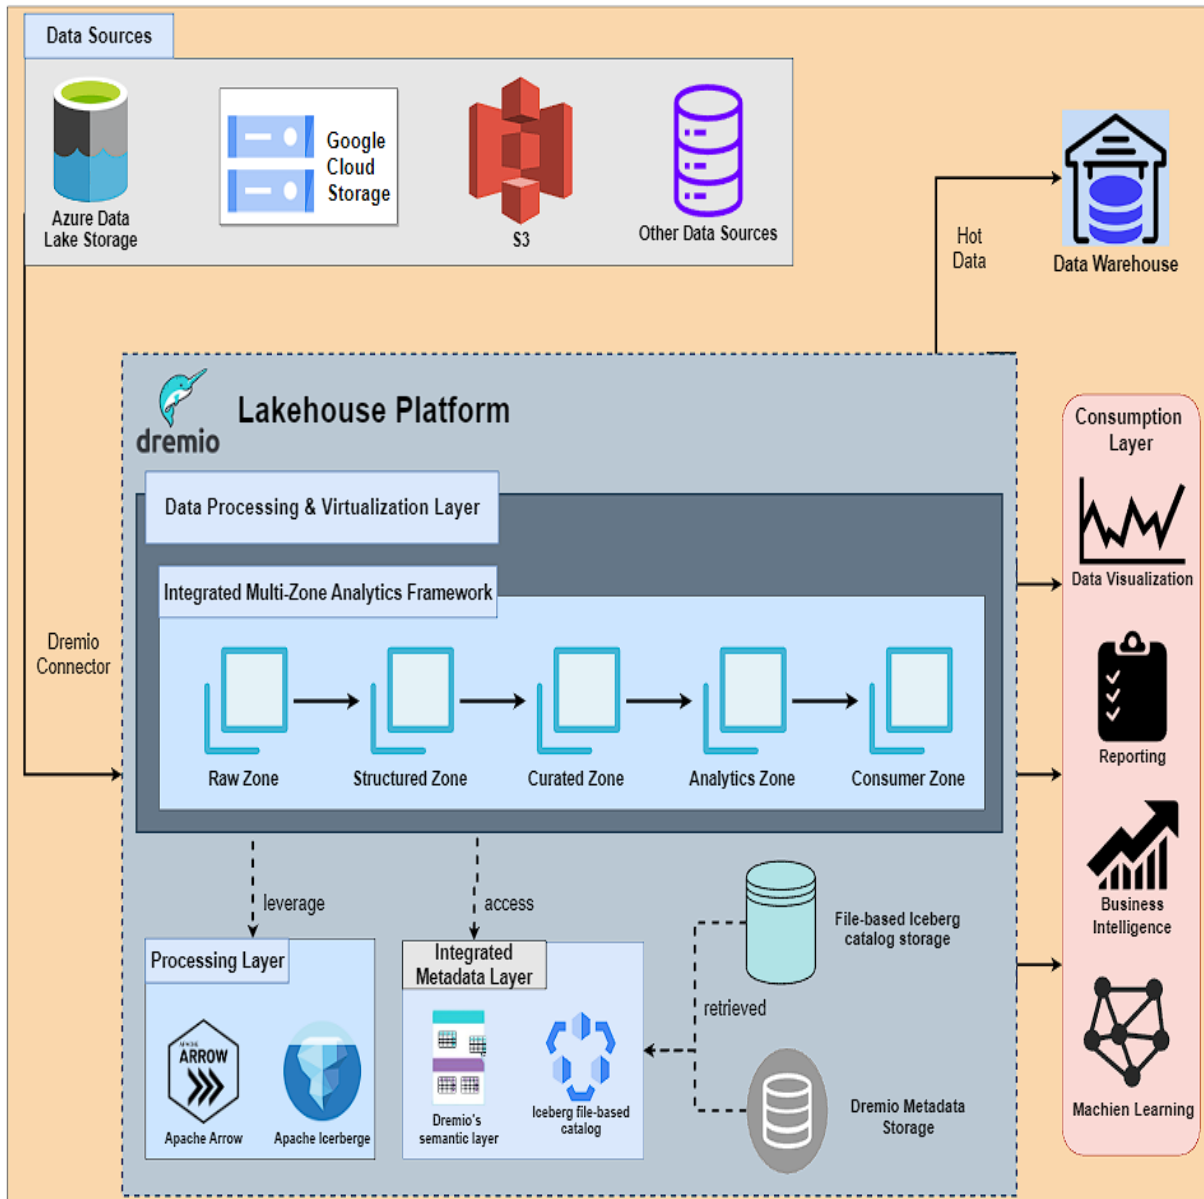 Data Sources
Azure Data
Lake Storage
Google
Cloud
Storage
S3
Other Data Sources
Hot
Data
Data Warehouse
dremio
Lakehouse Platform
Data Processing & Virtualization Layer
Integrated Multi-Zone Analytics Framework
Raw Zone
Structured Zone
Curated Zone
Analytics Zone
Consumer Zone
Dremio
Connector
Consumption
Layer
Data Visualization
Reporting
Business
Intelligence
Machien Learning
leverage
access
Processing Layer
APACHE
ARROW
Apache Arrow
Apache Icerberge
Integrated
Metadata Layer
Dremio's
semantic layer
Iceberg file-based
catalog
retrieved
File-based Iceberg
catalog storage
Dremio Metadata
Storage